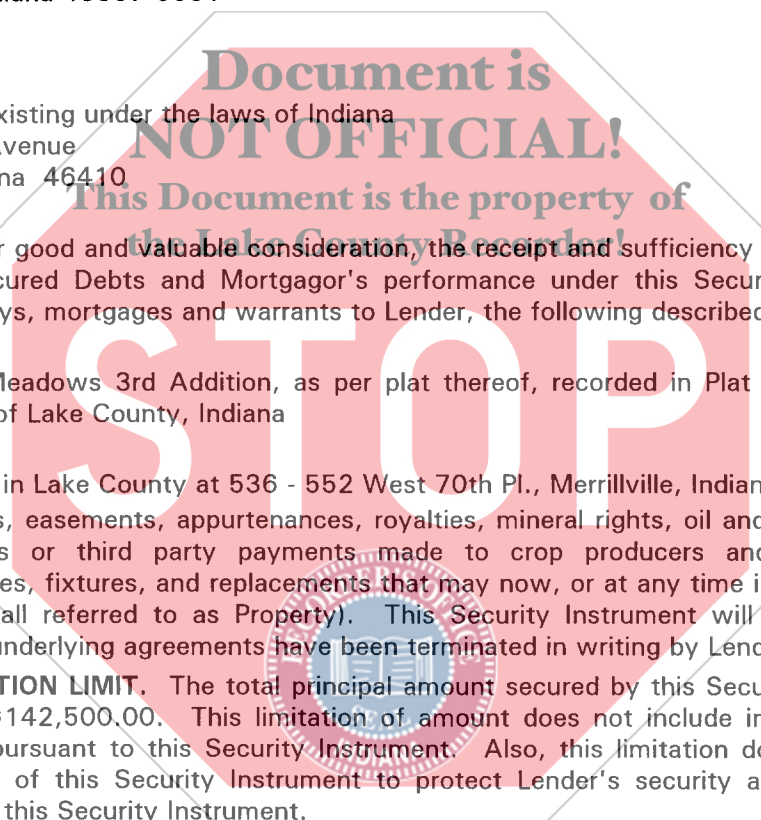 Document is
xisting under the laws of Indiana
NOT OFFICIAL!
Avenue
na 46410
This Document is the property of
the Lake County Recorder!
r good and valuable consideration, the receipt and sufficiency
cured Debts and Mortgagor's performance under this Secur
ys, mortgages and warrants to Lender, the following described
Meadows 3rd Addition, as per plat thereof, recorded in Plat
of Lake County, Indiana
STOP
in Lake County at 536 - 552 West 70th Pl., Merrillville, Indian
s, easements, appurtenances, royalties, mineral rights, oil and
s or third party payments made to crop producers and
es, fixtures, and replacements that may now, or at any time i
all referred to as Property). This Security Instrument will
underlying agreements have been terminated in writing by Lend
TION LIMIT. The total principal amount secured by this Secu
$142,500.00. This limitation of amount does not include in
pursuant to this Security Instrument. Also, this limitation do
of this Security Instrument to protect Lender's security a
this Security Instrument.
SEAL
INDIANA